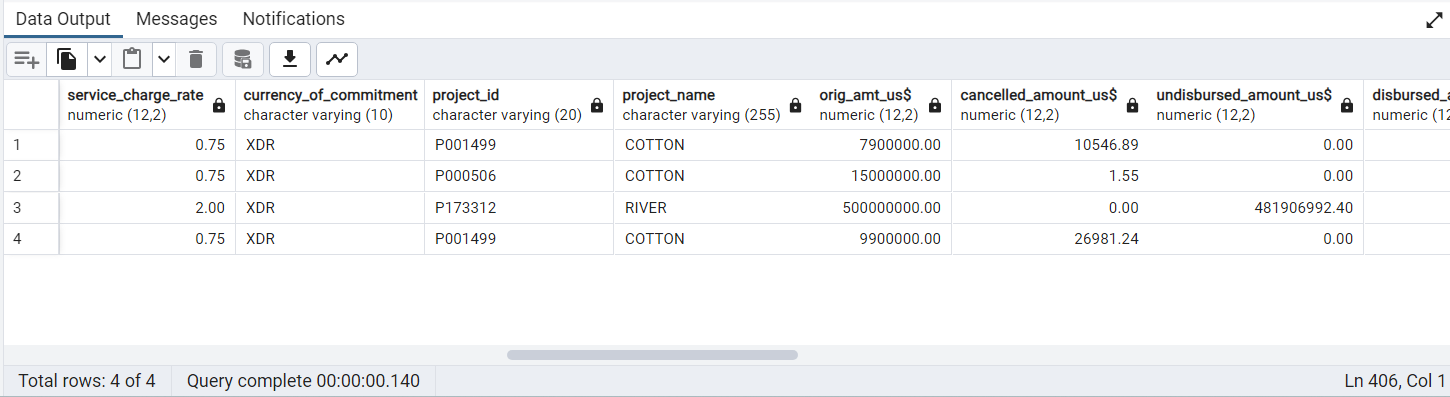 Data Output Messages Notifications
service_charge_rate currency_of_commitment project_id project_name orig_amt_us$ cancelled_amount_us$ undisbursed_amount_us$ disbursed_a
numeric (12,2) character varying (10) character varying (20) character varying (255) numeric (12,2) numeric (12,2) numeric (12,2) numeric (12
1 0.75 XDR P001499 COTTON 7900000.00 10546.89 0.00
2 0.75 XDR P000506 COTTON 15000000.00 1.55 0.00
3 2.00 XDR P173312 RIVER 500000000.00 0.00 481906992.40
4 0.75 XDR P001499 COTTON 9900000.00 26981.24 0.00
Total rows: 4 of 4 Query complete 00:00:00.140 Ln 406, Col 1